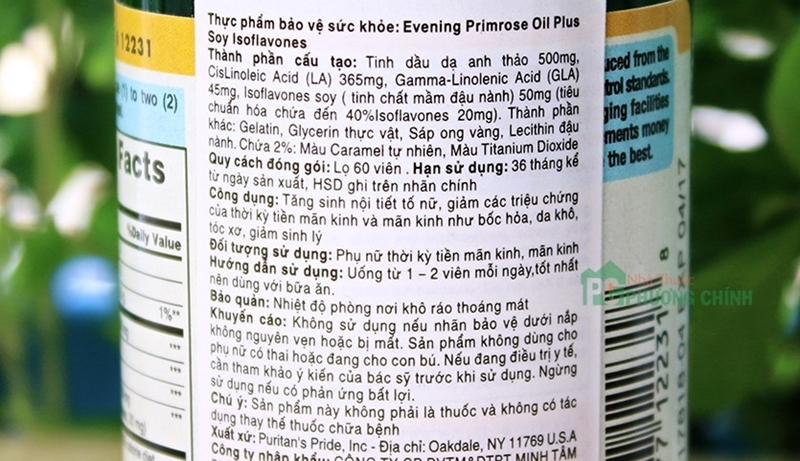 Thực phẩm bảo vệ sức khỏe: Evening Primrose Oil Plus
Soy Isoflavones
Thành phần cấu tạo: Tinh dầu dạ anh thảo 500mg,
CisLinoleic Acid (LA) 365mg, Gamma-Linolenic Acid (GLA)
45mg, Isoflavones soy ( tinh chất mầm đậu nành) 50mg (tiêu
chuẩn hóa chứa đến 40%Isoflavones 20mg). Thành phần
khác: Gelatin, Glycerin thực vật, Sáp ong vàng, Lecithin đậu
nành. Chứa 2%: Màu Caramel tự nhiên, Màu Titanium Dioxide
Quy cách đóng gói: Lọ 60 viên . Hạn sử dụng: 36 tháng kể
từ ngày sản xuất, HSD ghi trên nhãn chính
Công dụng: Tăng sinh nội tiết tố nữ, giảm các triệu chứng
của thời kỳ tiền mãn kinh và mãn kinh như bốc hỏa, da khô,
tóc xơ, giảm sinh lý
Đối tượng sử dụng: Phụ nữ thời kỳ tiền mãn kinh, mãn kinh
Hướng dẫn sử dụng: Uống từ 1 – 2 viên mỗi ngày,tốt nhất
nên dùng với bữa ăn.
Bảo quản: Nhiệt độ phòng nơi khô ráo thoáng mát
Khuyến cáo: Không sử dụng nếu nhãn bảo vệ dưới nắp
không nguyên vẹn hoặc bị mất. Sản phẩm không dùng cho
phụ nữ có thai hoặc đang cho con bú. Nếu đang điều trị y tế,
cần tham khảo ý kiến của bác sỹ trước khi sử dụng. Ngừng
sử dụng nếu có phản ứng bất lợi.
Chú ý: Sản phẩm này không phải là thuốc và không có tác
dụng thay thế thuốc chữa bệnh
Xuất xứ: Puritan's Pride, Inc - Địa chỉ: Oakdale, NY 11769 U.S.A
Công ty nhập khẩu: CÔNG TY CP DVTM&DTPT MINH TÂM
12231
(1) to two (2)
Facts
%Daily Value
1%**
***
***
***
***
uced from the
trol standards.
ging facilities
ments money
the best.
P 04/17
Nhà Thuốc
PHƯƠNG CHÍNH